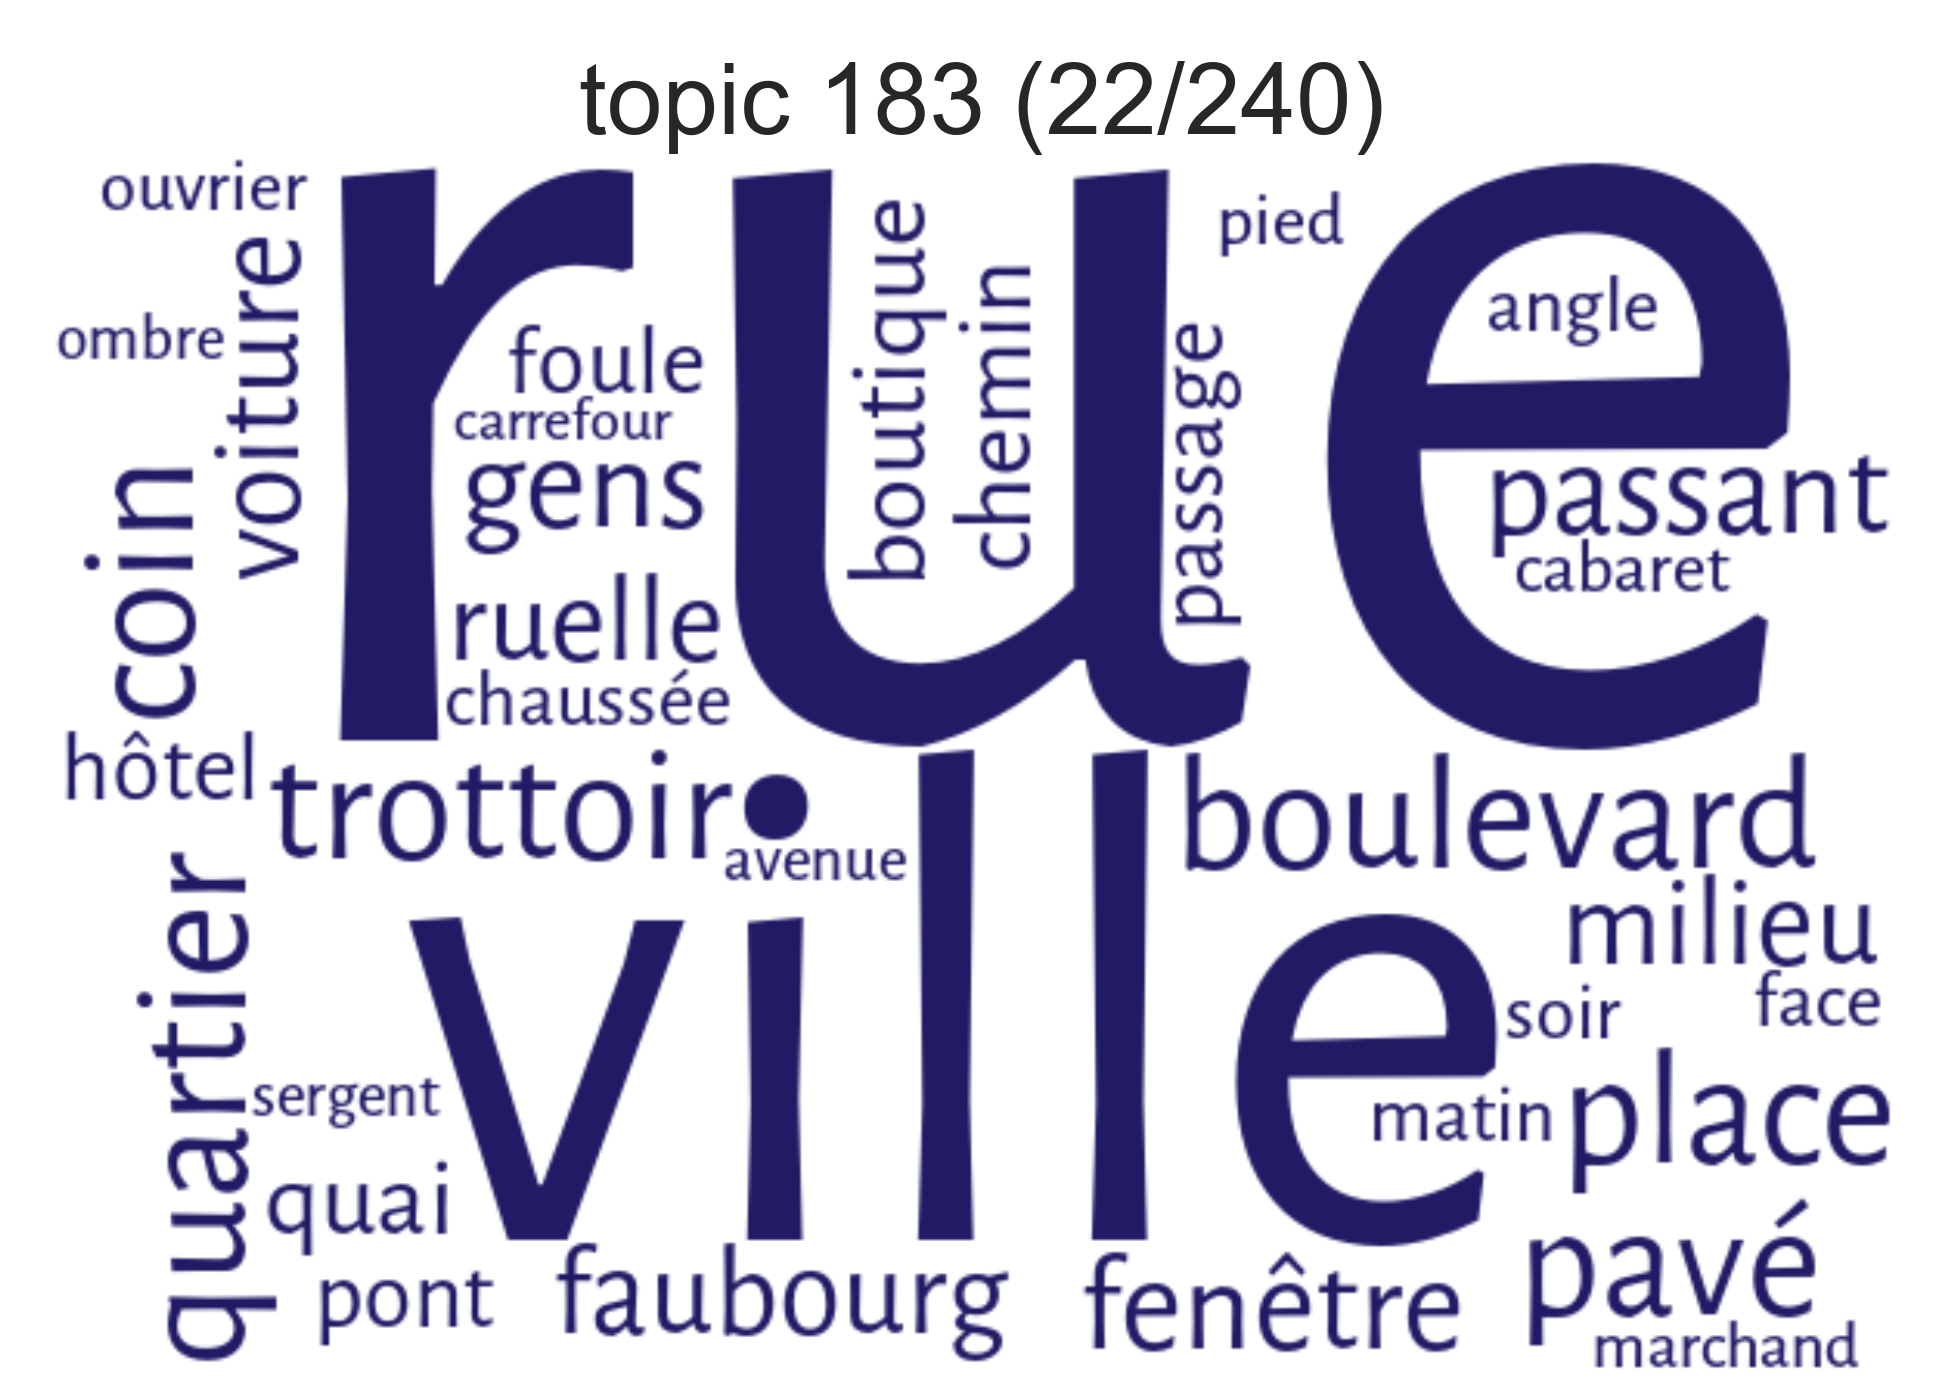 topic 183 (22/240)
ouvrier
rue
pied
boutique
voiture
chemin
angle
ombre
foule
passage
carrefour
gens
passant
coin
cabaret
ruelle
chaussée
hôtel
trottoir
boulevard
avenue
ville
milieu
quartier
soir
face
sergent
matin
place
quai
pavé
pont
faubourg
fenêtre
marchand